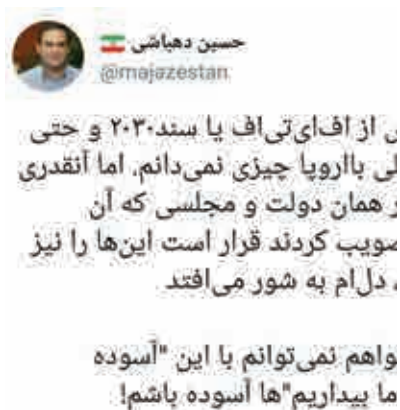 حسین دهباشی
@majazestan
ی از اف‌ای‌تی‌اف یا سند۲۰۳۰ و حتی
لی بااروپا چیزی نمی‌دانم. اما آنقدری
ر همان دولت و مجلسی که آن
صویب کردند قرار است این‌ها را نیز
، دل‌ام به شور می‌افتد
واهم نمی‌توانم با این "آسوده
ما بیداریم"ها آسوده باشم!